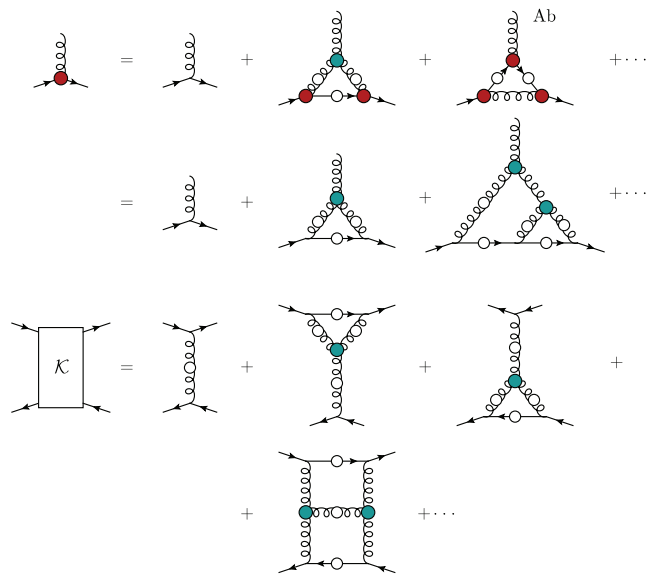 Ab
= + + + · · ·
= + + + · · ·
𝒦 = + + +
+ + · · ·